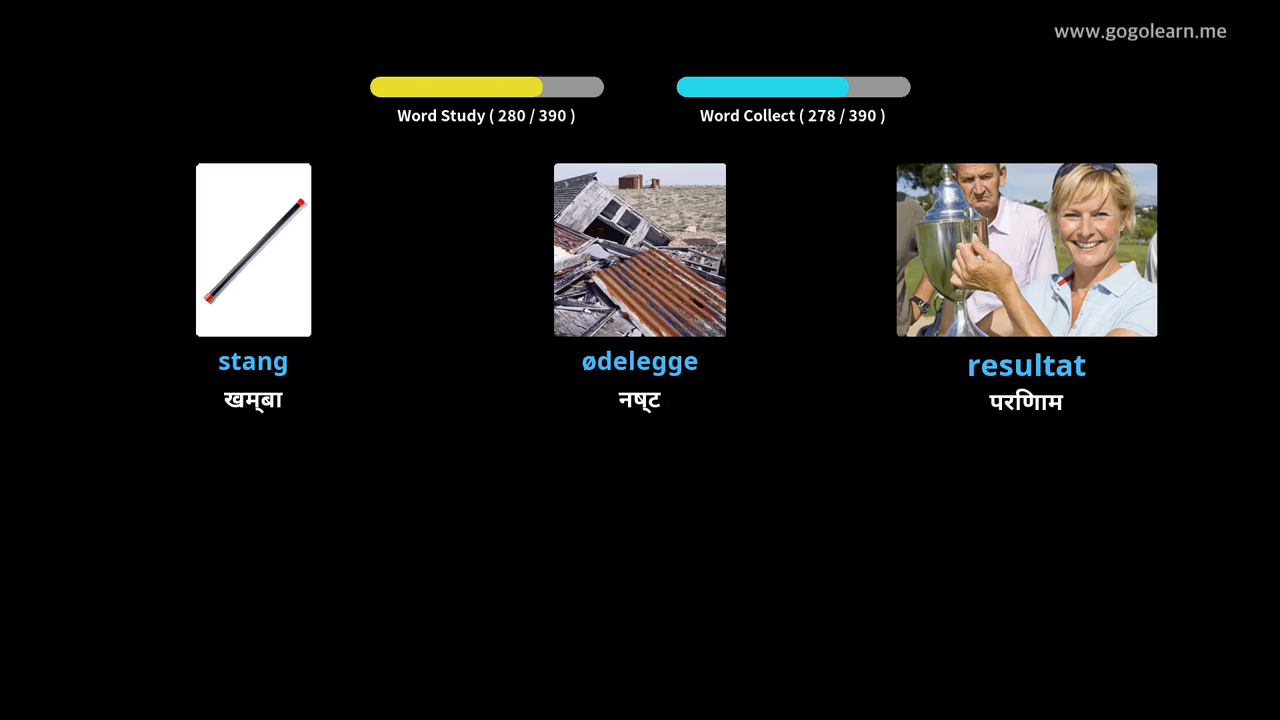 www.gogolearn.me
Word Study ( 280 / 390 )
Word Collect ( 278 / 390 )
stang
ødelegge
resultat
खम्बा
नष्ट
परिणाम